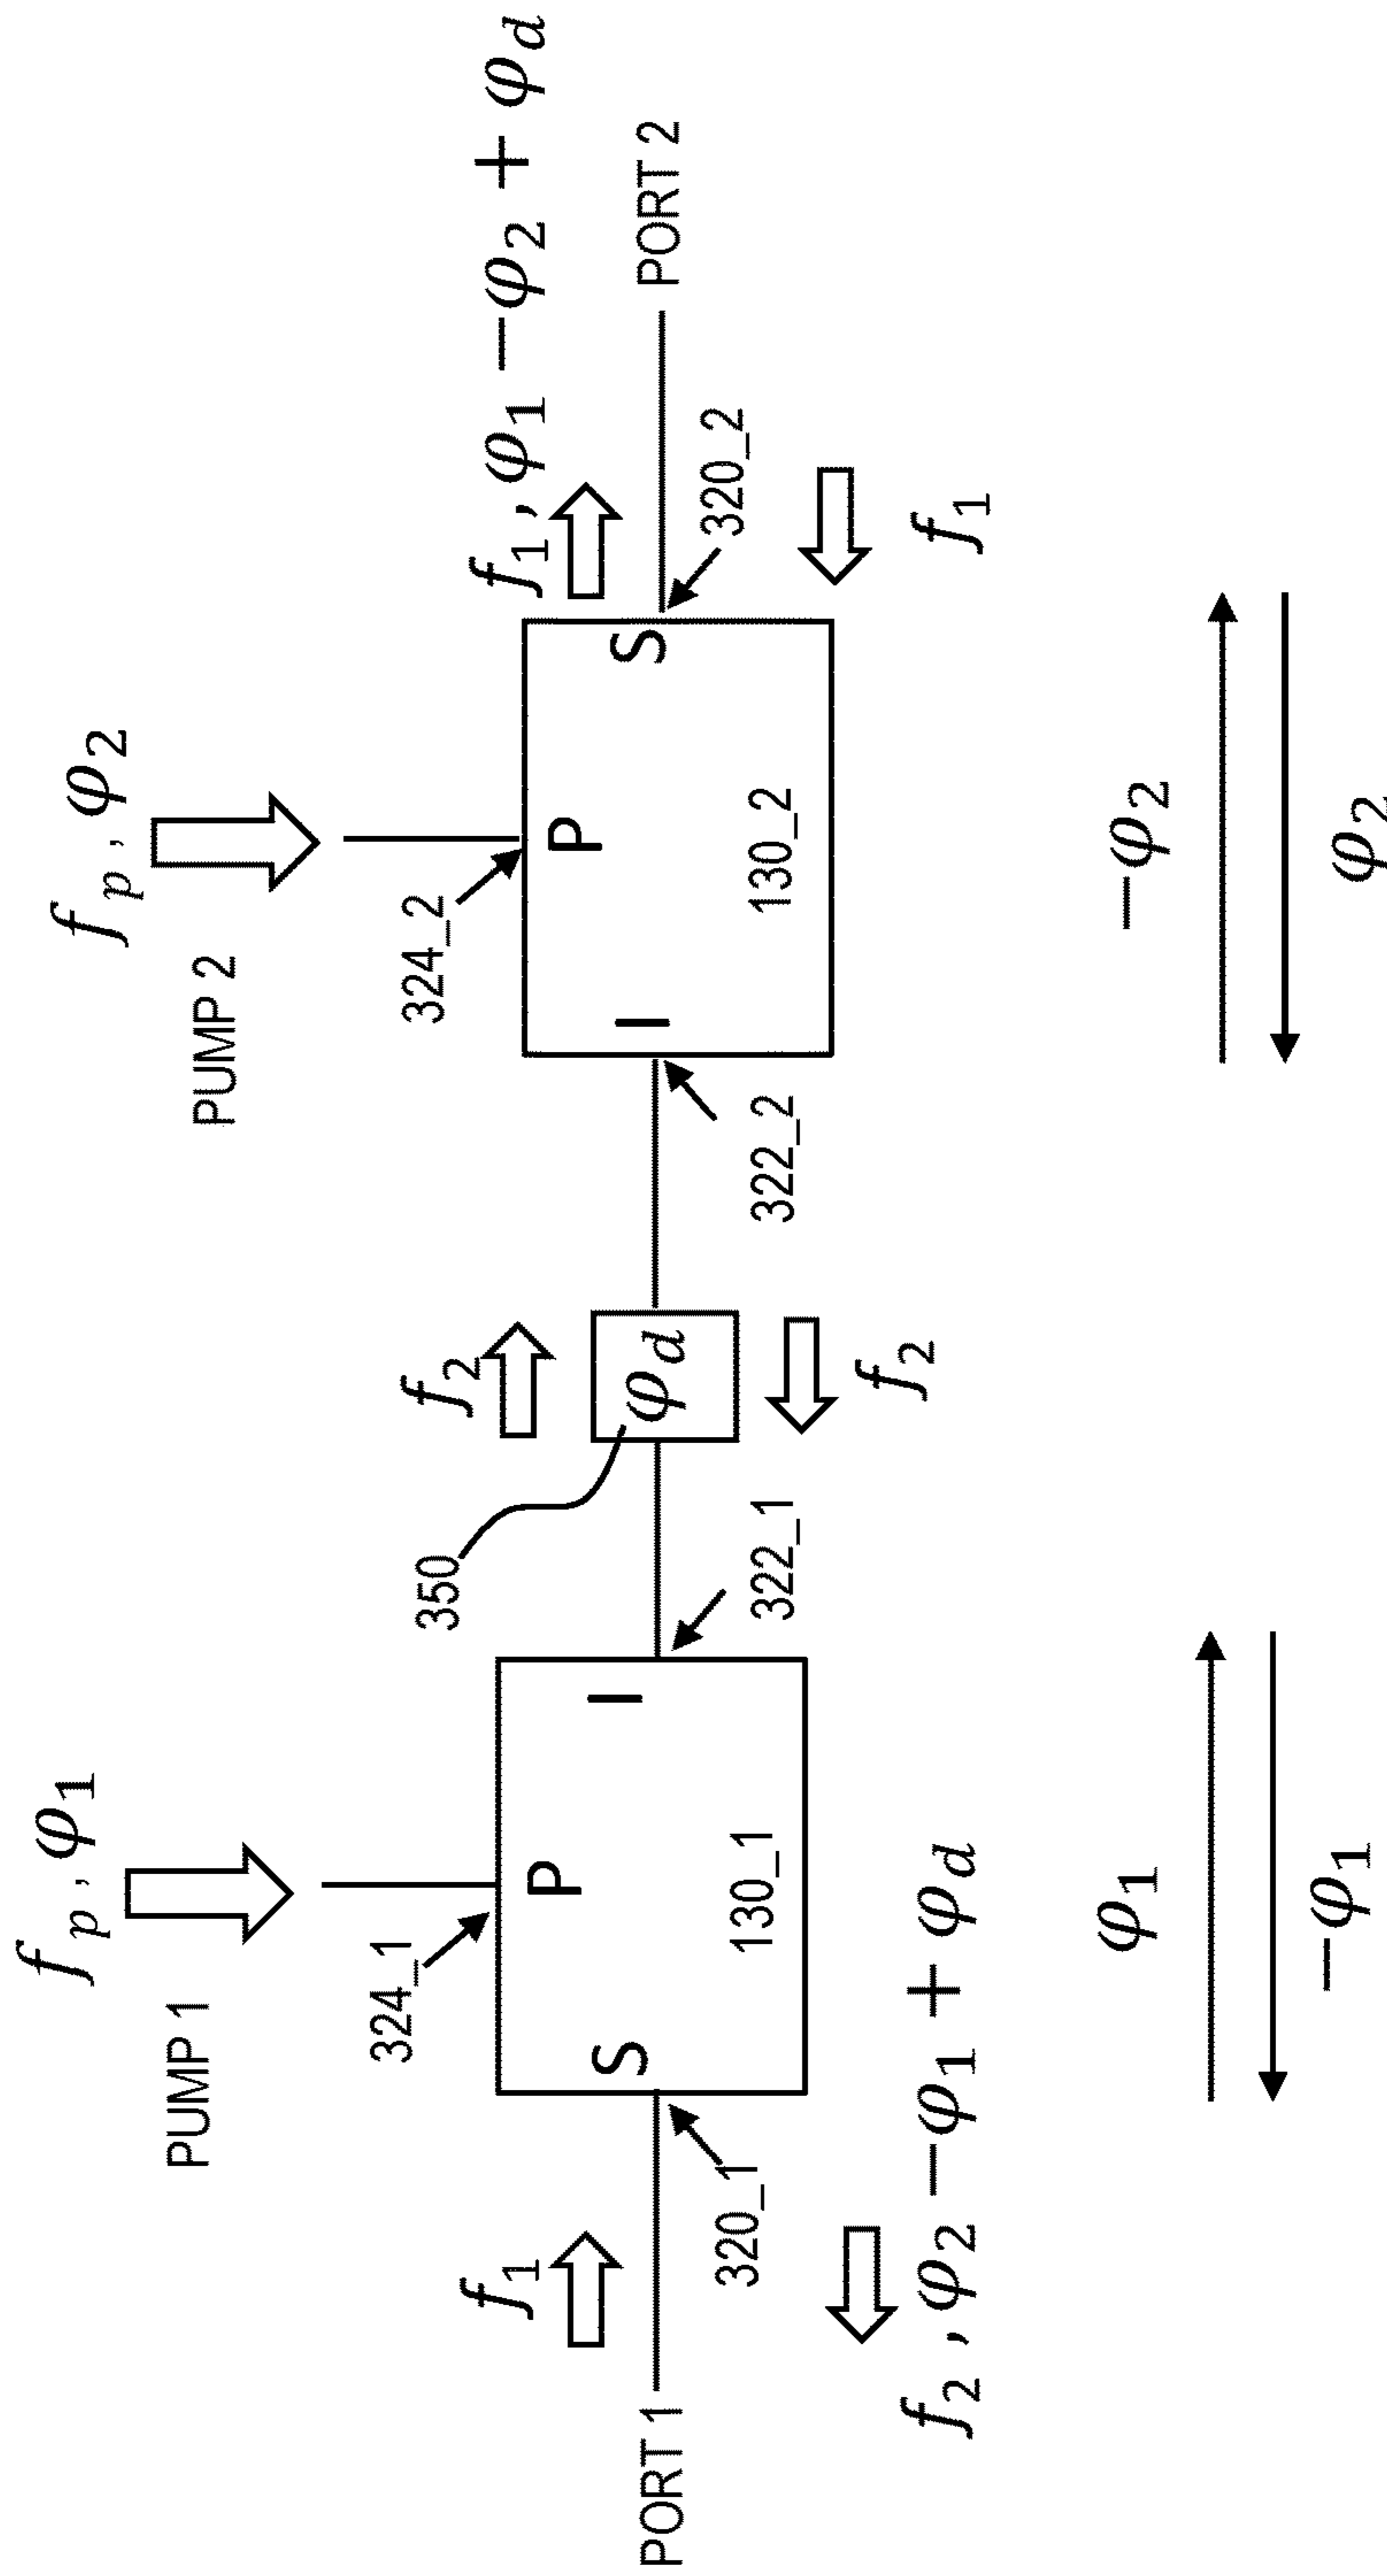 f_p, φ_1
PUMP 1
324_1
P
S
I
130_1
320_1
322_1
PORT 1
f_1
f_2, φ_2 − φ_1 + φ_d
φ_1
−φ_1
350
f_2
φ_d
f_2
f_p, φ_2
PUMP 2
324_2
P
I
S
130_2
322_2
320_2
f_1, φ_1 − φ_2 + φ_d
PORT 2
f_1
−φ_2
φ_2